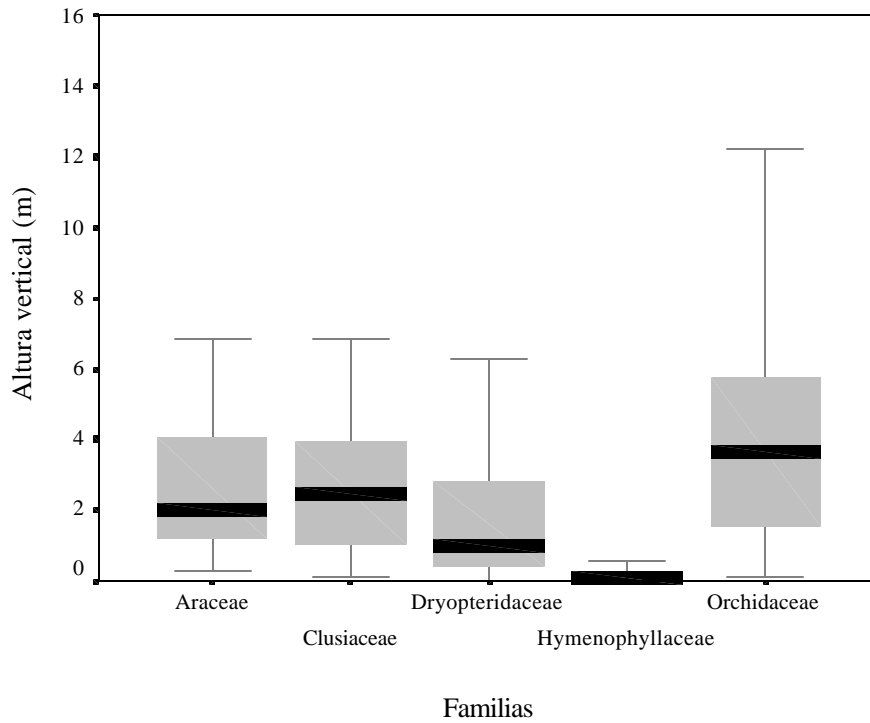 16
14
12
10
8
6
4
2
0
Altura vertical (m)
Araceae
Dryopteridaceae
Orchidaceae
Clusiaceae
Hymenophyllaceae
Familias